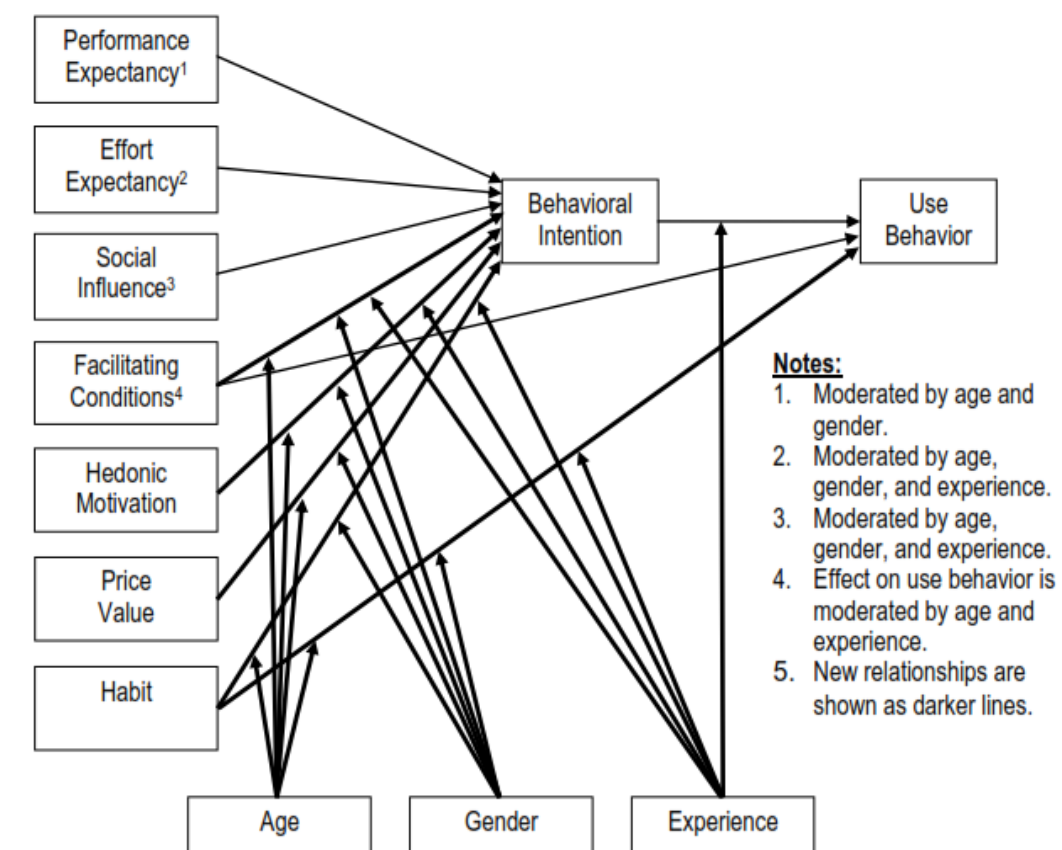 Performance
Expectancy¹
Effort
Expectancy²
Social
Influence³
Facilitating
Conditions⁴
Hedonic
Motivation
Price
Value
Habit
Behavioral
Intention
Use
Behavior
Notes:
1. Moderated by age and
gender.
2. Moderated by age,
gender, and experience.
3. Moderated by age,
gender, and experience.
4. Effect on use behavior is
moderated by age and
experience.
5. New relationships are
shown as darker lines.
Age
Gender
Experience